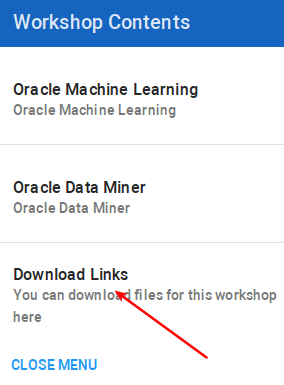 Workshop Contents
Oracle Machine Learning
Oracle Machine Learning
Oracle Data Miner
Oracle Data Miner
Download Links
You can download files for this workshop
here
CLOSE MENU